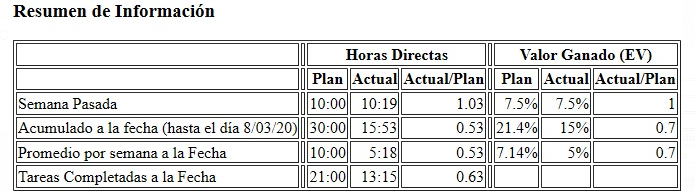 Resumen de Información
Horas Directas Valor Ganado (EV)
Plan Actual Actual/Plan Plan Actual Actual/Plan
Semana Pasada 10:00 10:19 1.03 7.5% 7.5% 1
Acumulado a la fecha (hasta el día 8/03/20) 30:00 15:53 0.53 21.4% 15% 0.7
Promedio por semana a la Fecha 10:00 5:18 0.53 7.14% 5% 0.7
Tareas Completadas a la Fecha 21:00 13:15 0.63